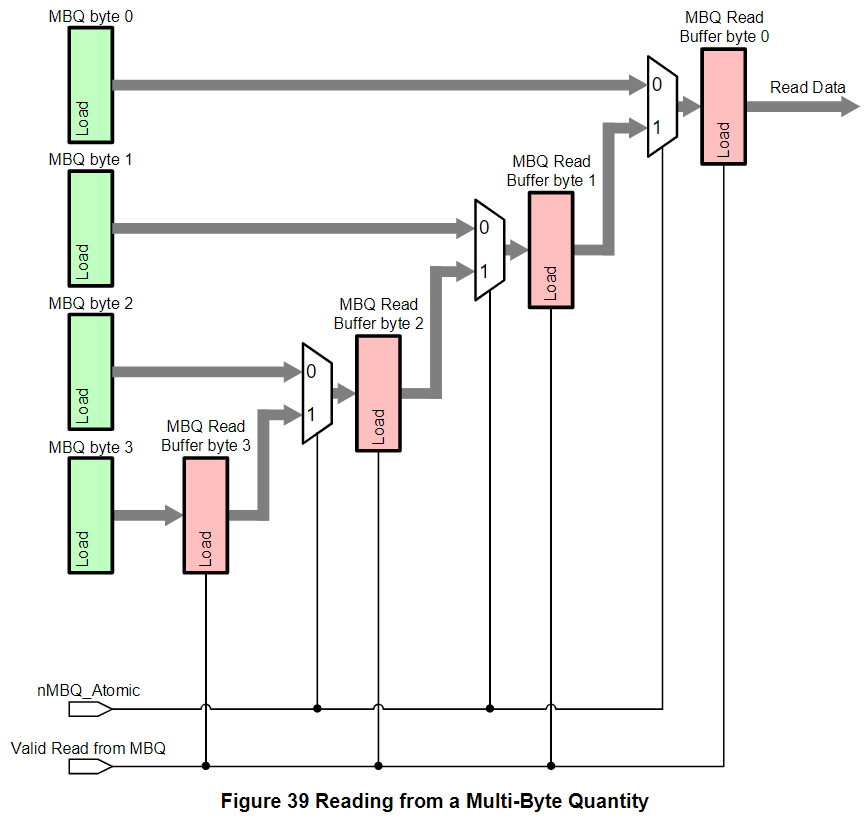 MBQ byte 0
Load
MBQ Read
Buffer byte 0
0
1
Load
Read Data
MBQ byte 1
Load
MBQ Read
Buffer byte 1
0
1
Load
MBQ byte 2
Load
MBQ Read
Buffer byte 2
0
1
Load
MBQ byte 3
Load
MBQ Read
Buffer byte 3
Load
nMBQ_Atomic
Valid Read from MBQ
Figure 39 Reading from a Multi-Byte Quantity